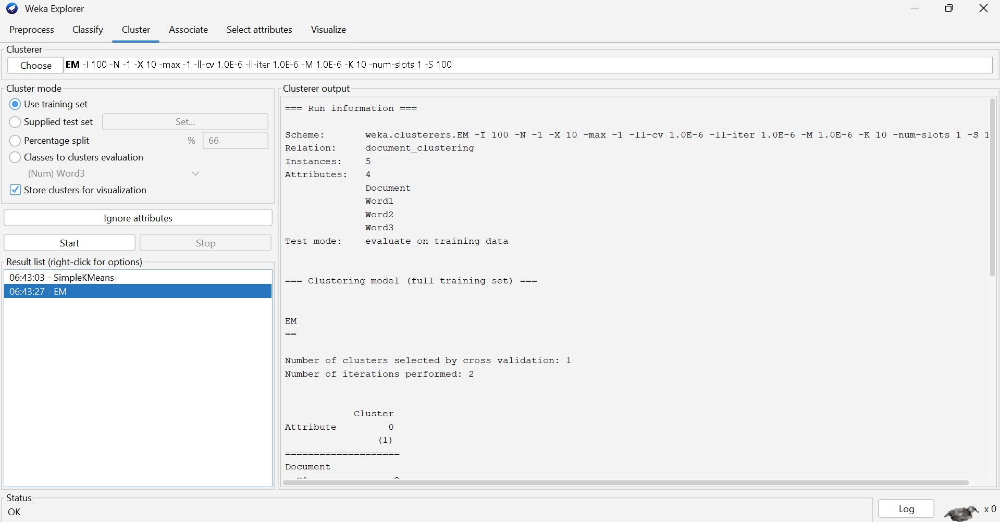 Weka Explorer
Preprocess Classify Cluster Associate Select attributes Visualize
Clusterer
Choose EM -I 100 -N -1 -X 10 -max -1 -ll-cv 1.0E-6 -ll-iter 1.0E-6 -M 1.0E-6 -K 10 -num-slots 1 -S 100
Cluster mode
Use training set
Supplied test set Set...
Percentage split % 66
Classes to clusters evaluation
(Num) Word3
Store clusters for visualization
Ignore attributes
Start Stop
Result list (right-click for options)
06:43:03 - SimpleKMeans
06:43:27 - EM
Clusterer output
=== Run information ===
Scheme: weka.clusterers.EM -I 100 -N -1 -X 10 -max -1 -ll-cv 1.0E-6 -ll-iter 1.0E-6 -M 1.0E-6 -K 10 -num-slots 1 -S 1
Relation: document_clustering
Instances: 5
Attributes: 4
Document
Word1
Word2
Word3
Test mode: evaluate on training data
=== Clustering model (full training set) ===
EM
==
Number of clusters selected by cross validation: 1
Number of iterations performed: 2
Cluster
Attribute 0
(1)
====================
Document
Status
OK
Log x 0